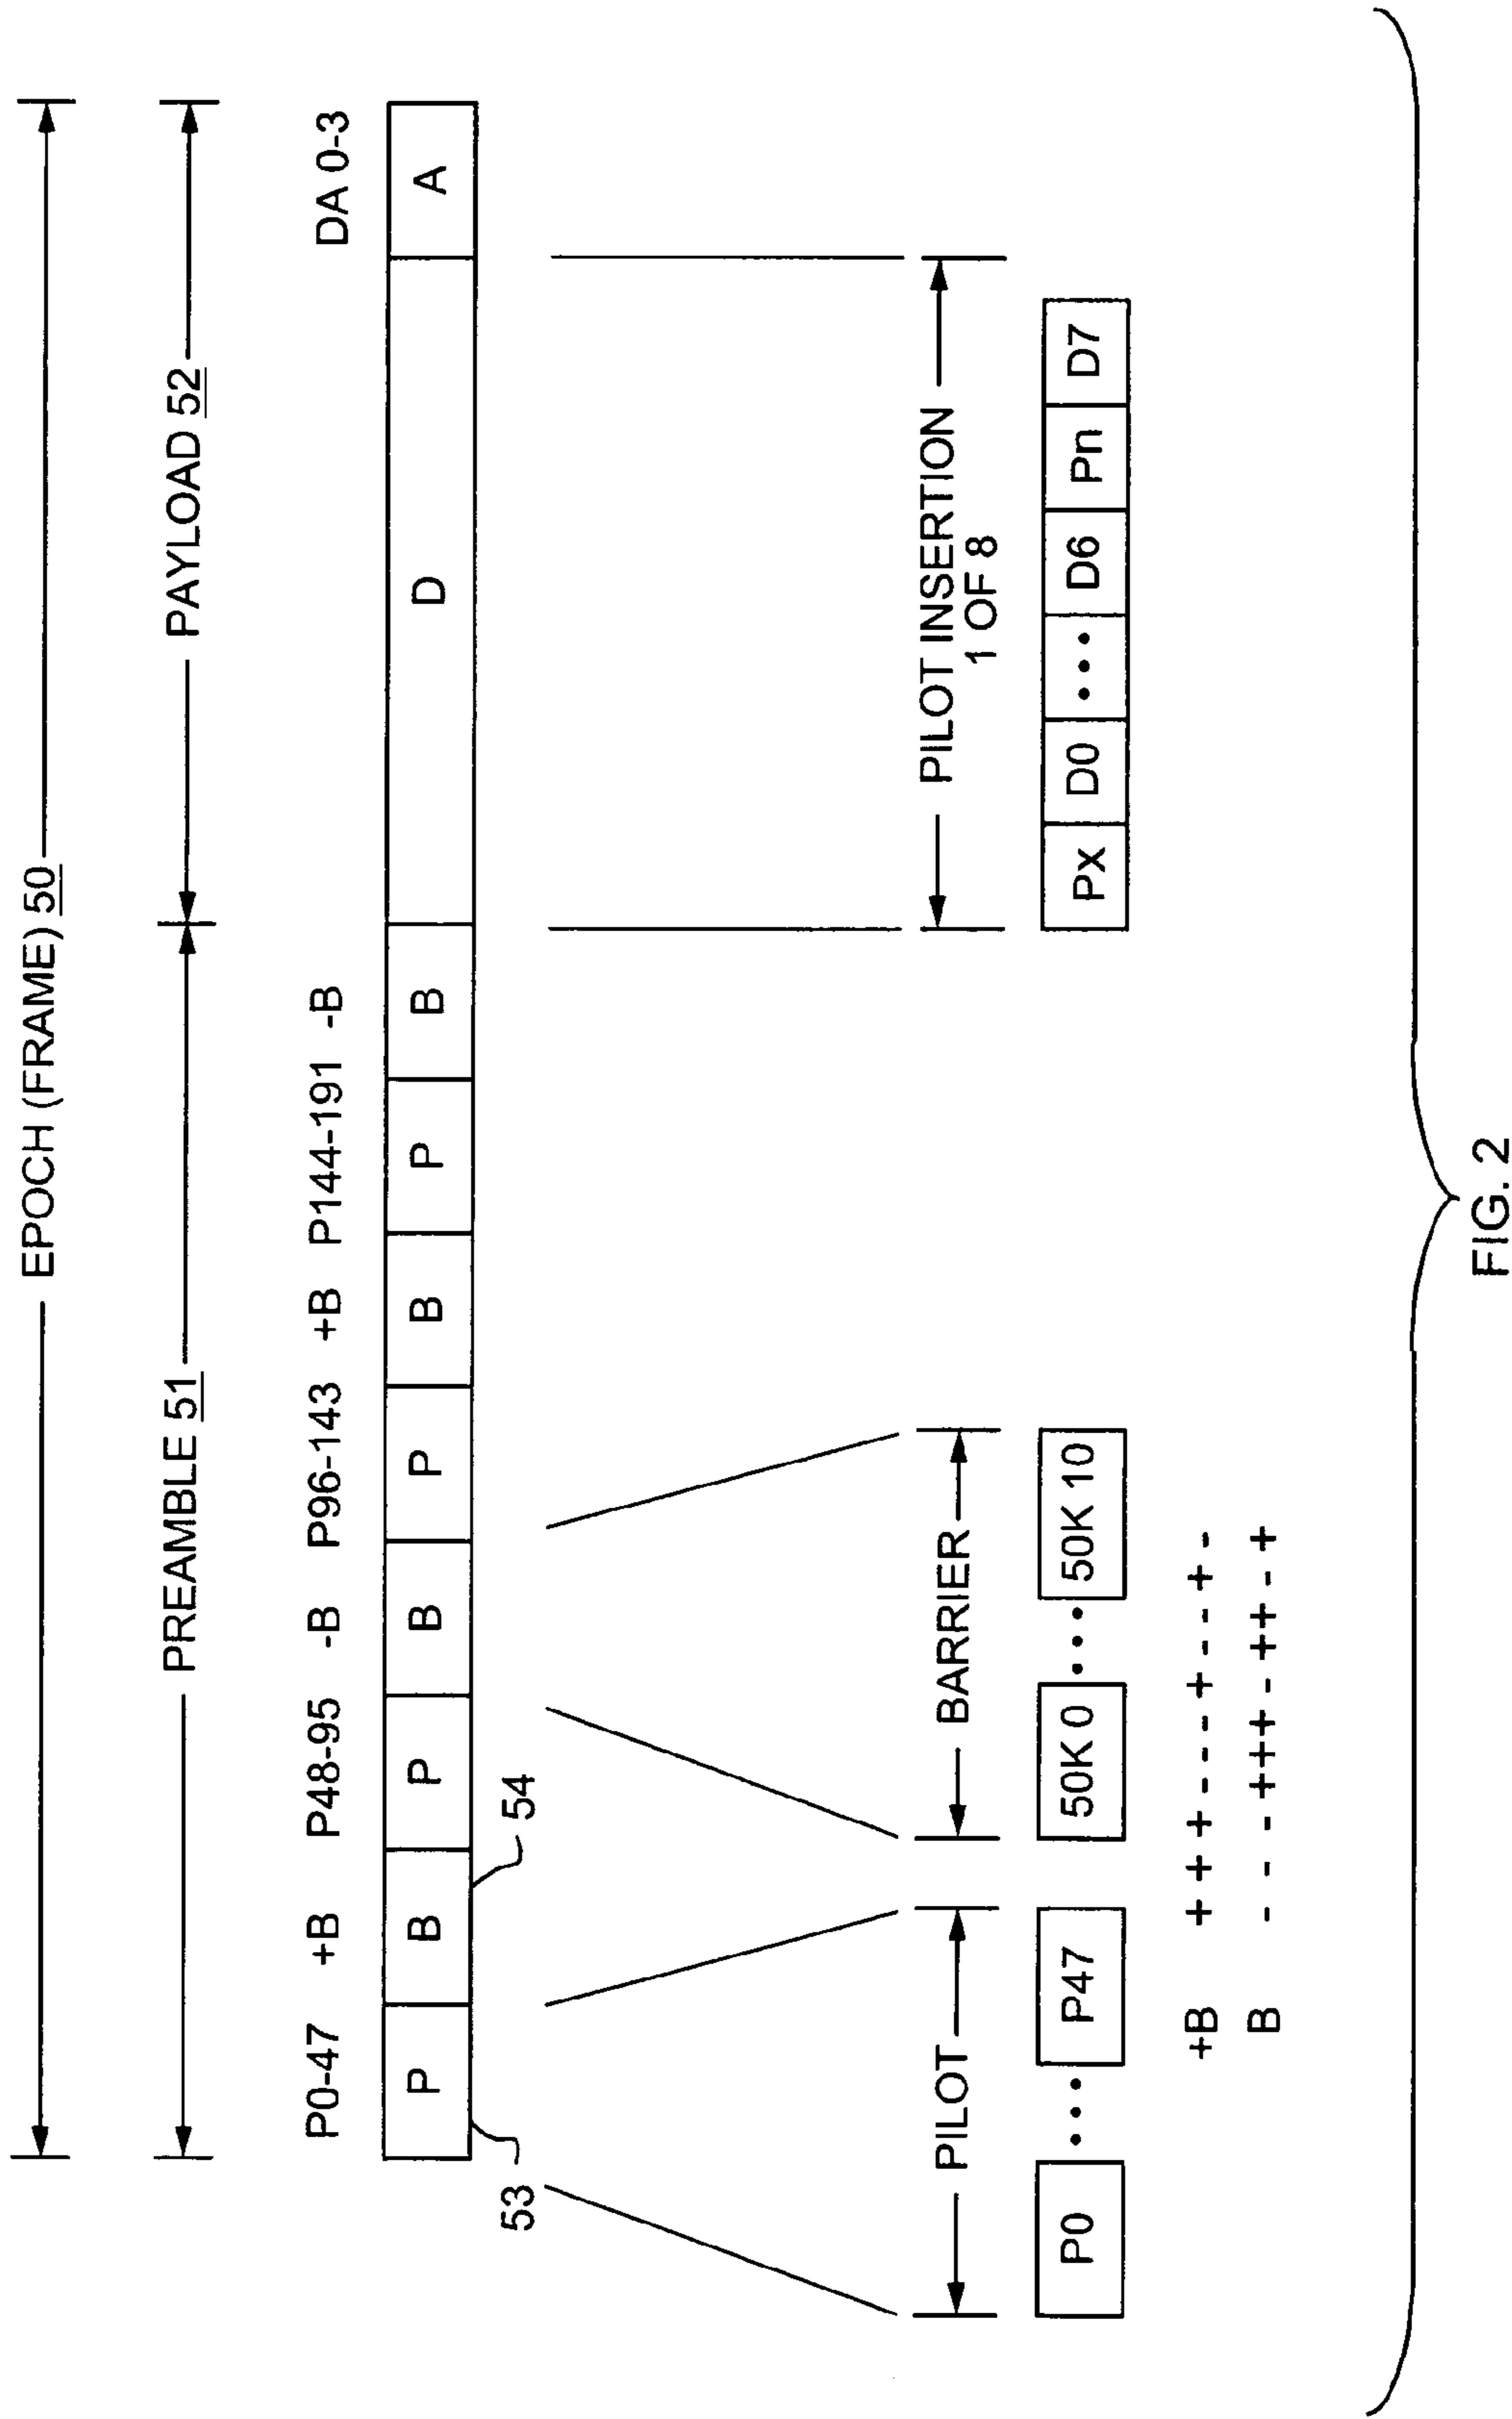 EPOCH (FRAME) 50
PREAMBLE 51 PAYLOAD 52
P0-47 +B P48-95 -B P96-143 +B P144-191 -B DA 0-3
P B P B P B P B D A
53 54
PILOT BARRIER PILOT INSERTION
1 OF 8
P0 ••• P47 50K 0 ••• 50K 10 Px D0 ••• D6 Pn D7
+B + + + - - - + - - + -
B - - - + + + - + + - +
FIG. 2